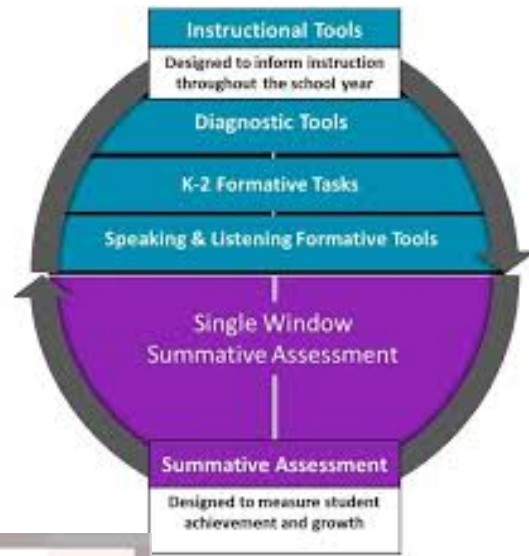 Instructional Tools
Designed to inform instruction
throughout the school year
Diagnostic Tools
K-2 Formative Tasks
Speaking & Listening Formative Tools
Single Window
Summative Assessment
Summative Assessment
Designed to measure student
achievement and growth